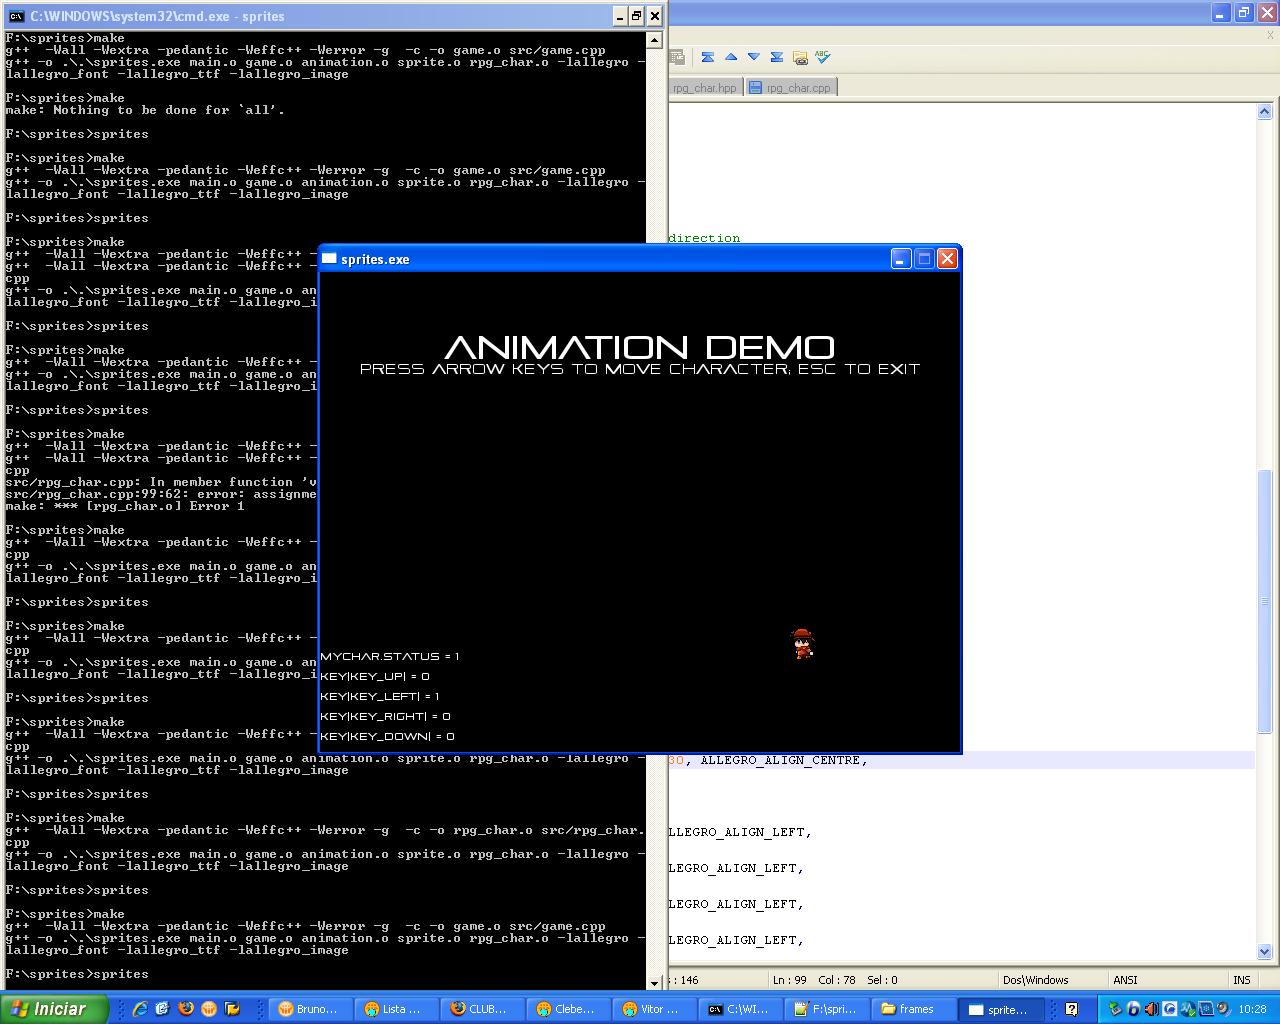 C:\WINDOWS\system32\cmd.exe - sprites
F:\sprites>make
g++  -Wall -Wextra -pedantic -Weffc++ -Werror -g  -c -o game.o src/game.cpp
g++ -o .\.\sprites.exe main.o game.o animation.o sprite.o rpg_char.o -lallegro -
lallegro_font -lallegro_ttf -lallegro_image
F:\sprites>make
make: Nothing to be done for `all'.
F:\sprites>sprites
F:\sprites>make
g++  -Wall -Wextra -pedantic -Weffc++ -Werror -g  -c -o game.o src/game.cpp
g++ -o .\.\sprites.exe main.o game.o animation.o sprite.o rpg_char.o -lallegro -
lallegro_font -lallegro_ttf -lallegro_image
F:\sprites>sprites
F:\sprites>make
g++  -Wall -Wextra -pedantic -Weffc++ -
g++  -Wall -Wextra -pedantic -Weffc++ -
cpp
g++ -o .\.\sprites.exe main.o game.o an
lallegro_font -lallegro_ttf -lallegro_i
F:\sprites>sprites
F:\sprites>make
g++  -Wall -Wextra -pedantic -Weffc++ -
g++ -o .\.\sprites.exe main.o game.o an
lallegro_font -lallegro_ttf -lallegro_i
F:\sprites>sprites
F:\sprites>make
g++  -Wall -Wextra -pedantic -Weffc++ -
g++  -Wall -Wextra -pedantic -Weffc++ -
cpp
src/rpg_char.cpp: In member function 'v
src/rpg_char.cpp:99:62: error: assignme
make: *** [rpg_char.o] Error 1
F:\sprites>make
g++  -Wall -Wextra -pedantic -Weffc++ -
cpp
g++ -o .\.\sprites.exe main.o game.o an
lallegro_font -lallegro_ttf -lallegro_i
F:\sprites>sprites
F:\sprites>make
g++  -Wall -Wextra -pedantic -Weffc++ -
cpp
g++ -o .\.\sprites.exe main.o game.o an
lallegro_font -lallegro_ttf -lallegro_i
F:\sprites>sprites
F:\sprites>make
g++  -Wall -Wextra -pedantic -Weffc++ -
cpp
g++ -o .\.\sprites.exe main.o game.o animation.o sprite.o rpg_char.o -lallegro -
lallegro_font -lallegro_ttf -lallegro_image
F:\sprites>sprites
F:\sprites>make
g++  -Wall -Wextra -pedantic -Weffc++ -Werror -g  -c -o rpg_char.o src/rpg_char.
cpp
g++ -o .\.\sprites.exe main.o game.o animation.o sprite.o rpg_char.o -lallegro -
lallegro_font -lallegro_ttf -lallegro_image
F:\sprites>sprites
F:\sprites>make
g++  -Wall -Wextra -pedantic -Weffc++ -Werror -g  -c -o game.o src/game.cpp
g++ -o .\.\sprites.exe main.o game.o animation.o sprite.o rpg_char.o -lallegro -
lallegro_font -lallegro_ttf -lallegro_image
F:\sprites>sprites
sprites.exe
ANIMATION DEMO
PRESS ARROW KEYS TO MOVE CHARACTER; ESC TO EXIT
MYCHAR.STATUS = 1
KEY[KEY_UP] = 0
KEY[KEY_LEFT] = 1
KEY[KEY_RIGHT] = 0
KEY[KEY_DOWN] = 0
ABC
rpg_char.hpp rpg_char.cpp
direction
30, ALLEGRO_ALIGN_CENTRE,
LLEGRO_ALIGN_LEFT,
LEGRO_ALIGN_LEFT,
LEGRO_ALIGN_LEFT,
LEGRO_ALIGN_LEFT,
: 146 Ln : 99 Col : 78 Sel : 0 Dos\Windows ANSI INS
Iniciar Bruno... Lista ... CLUB... Clebe... Vitor ... C:\WI... F:\spri... frames sprite... 10:28